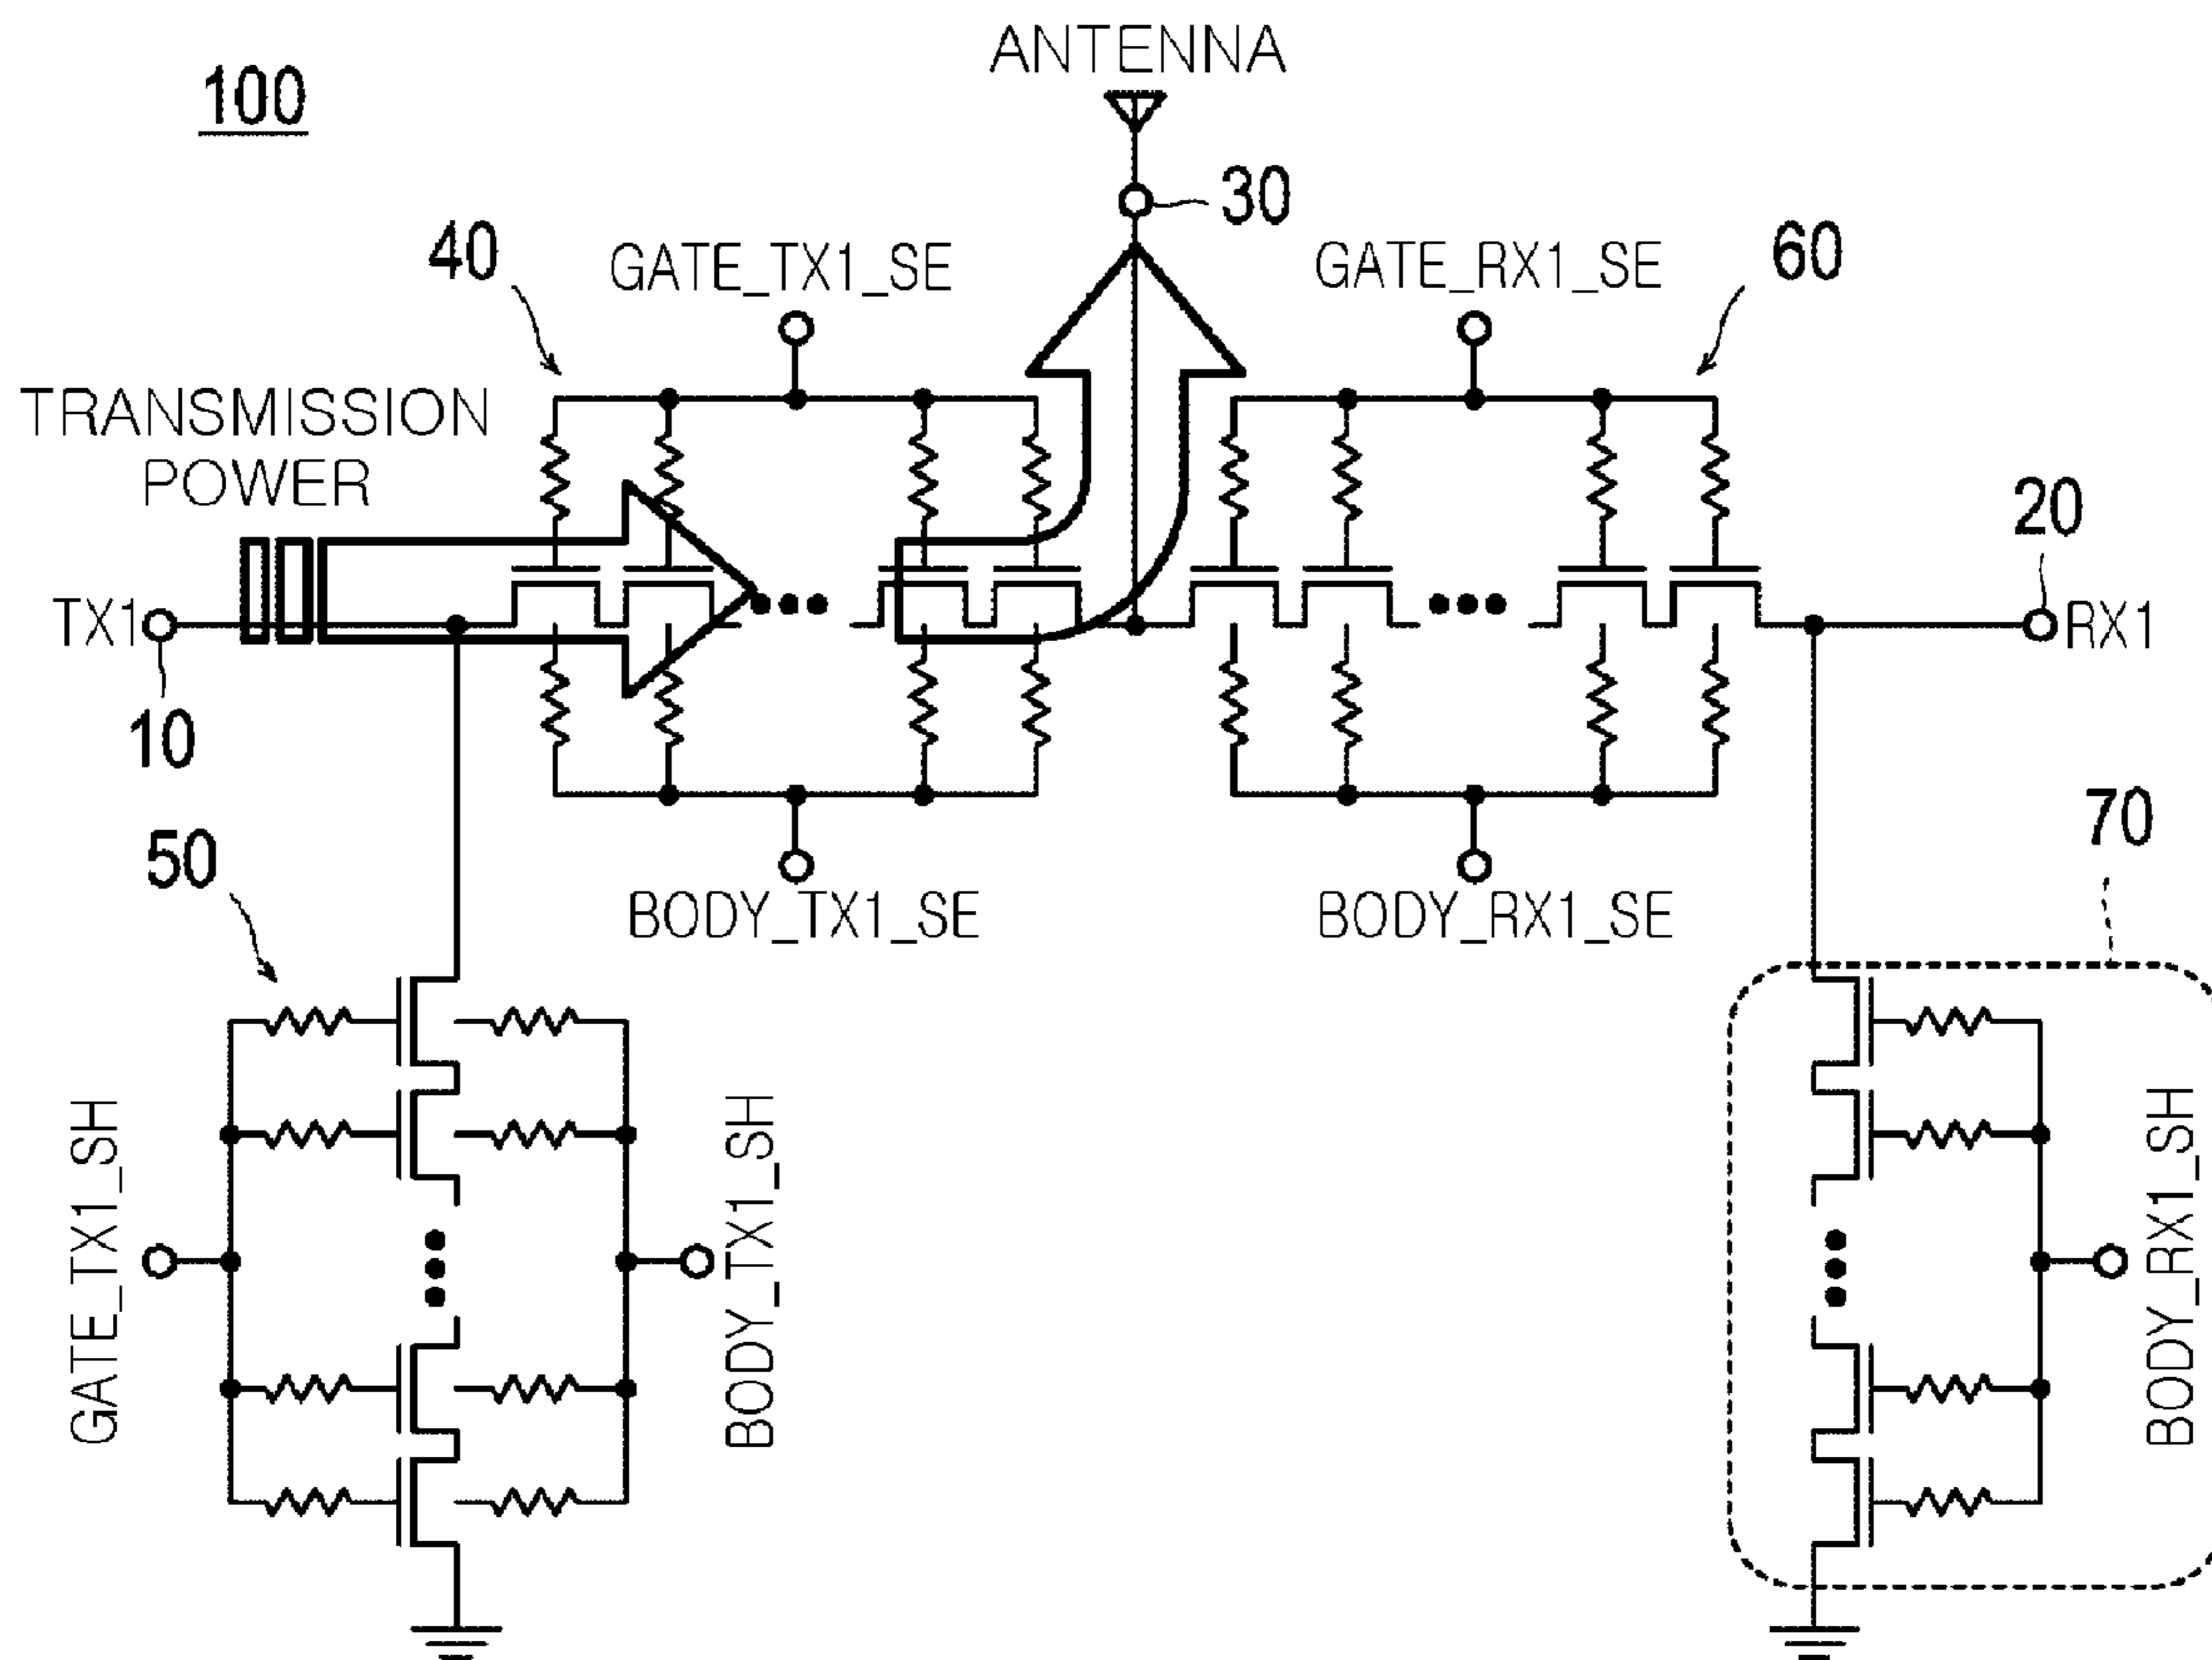 100
ANTENNA
30
40
GATE_TX1_SE
GATE_RX1_SE
60
TRANSMISSION
POWER
20
TX1
RX1
10
50
BODY_TX1_SE
BODY_RX1_SE
70
GATE_TX1_SH
BODY_TX1_SH
BODY_RX1_SH